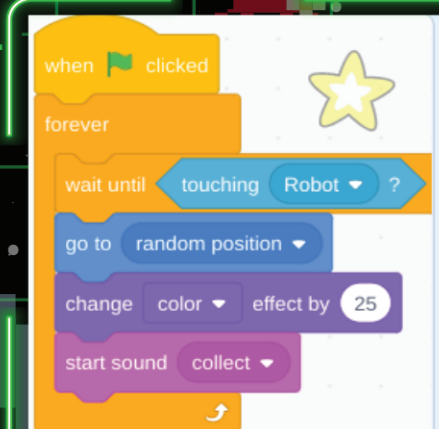 when clicked
forever
wait until touching Robot ?
go to random position
change color effect by 25
start sound collect